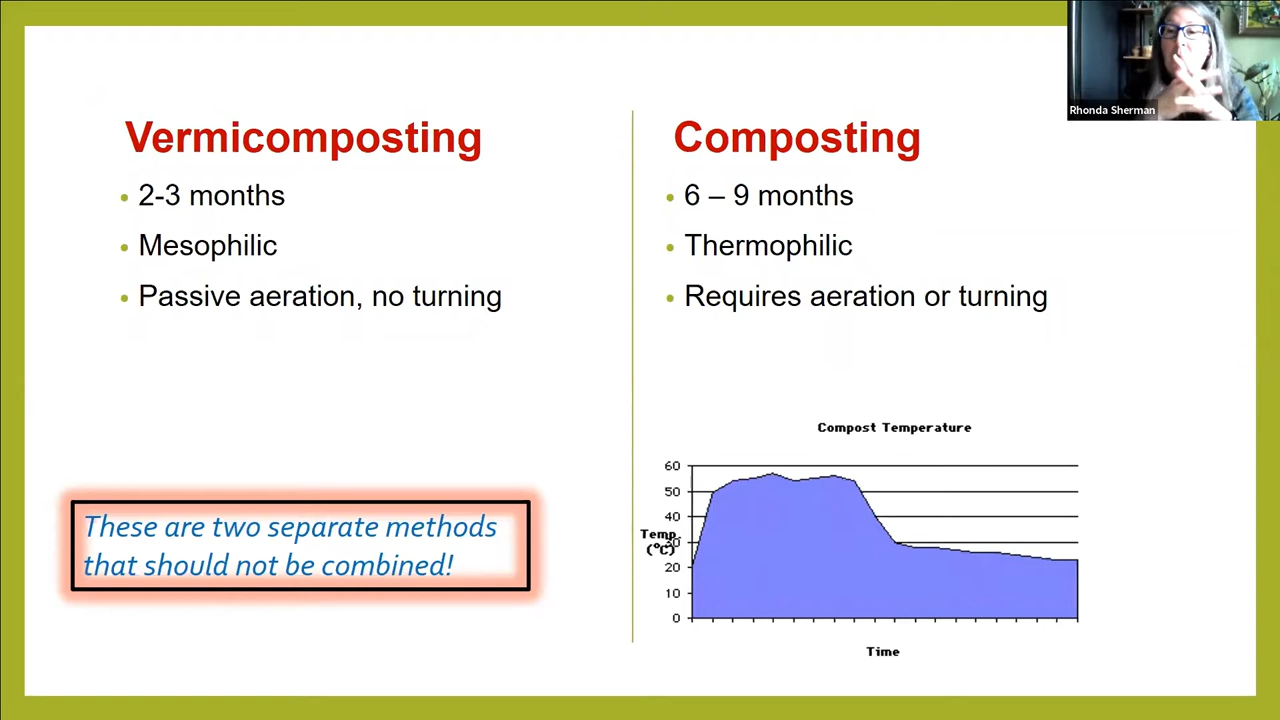 Rhonda Sherman
Vermicomposting
• 2-3 months
• Mesophilic
• Passive aeration, no turning
These are two separate methods
that should not be combined!
Composting
• 6 – 9 months
• Thermophilic
• Requires aeration or turning
Compost Temperature
60
50
40
30
20
10
0
Temp.
(°C)
Time